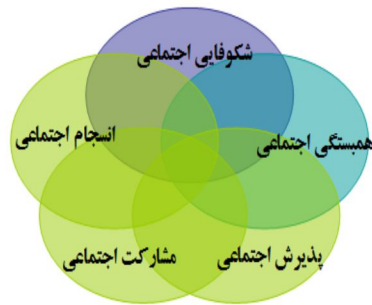 شکوفایی اجتماعی
همبستگی اجتماعی
انسجام اجتماعی
پذیرش اجتماعی
مشارکت اجتماعی